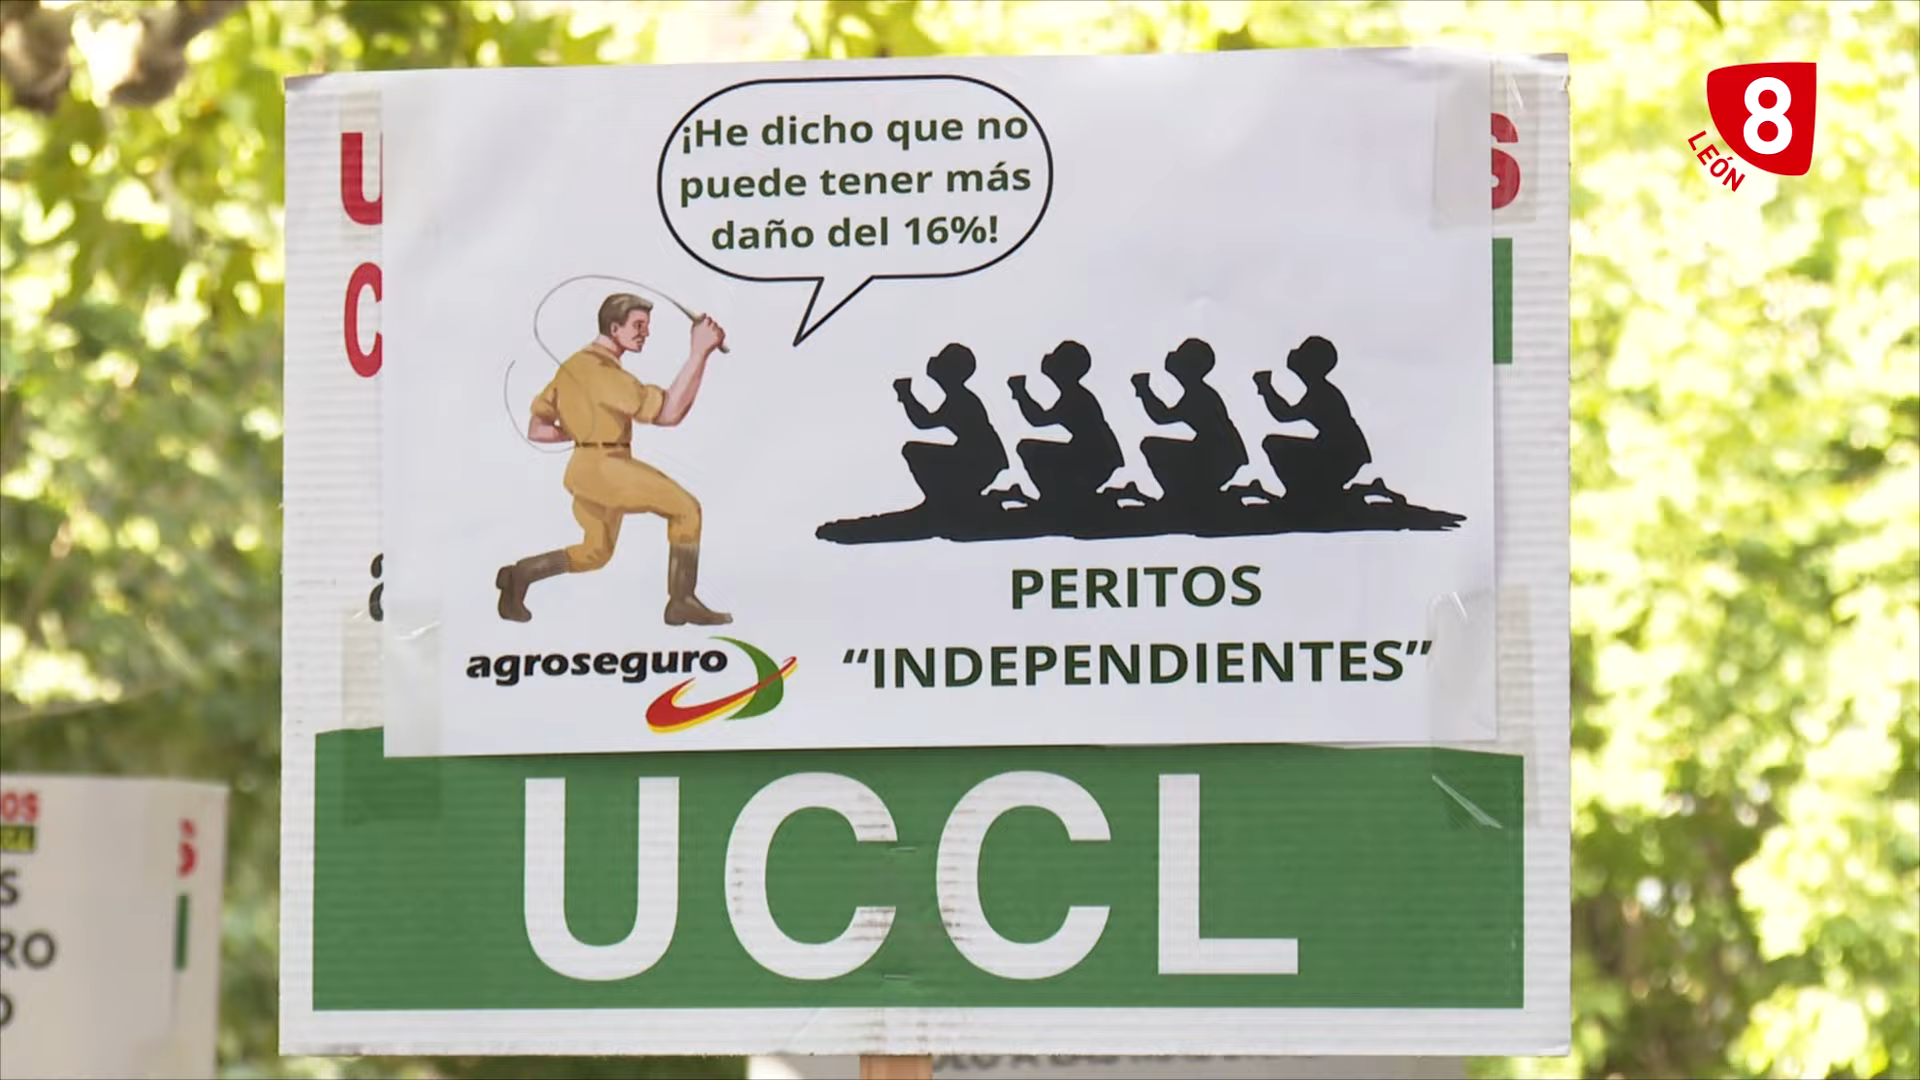 ¡He dicho que no
puede tener más
daño del 16%!
agroseguro
PERITOS
“INDEPENDIENTES”
UCCL
8
LEÓN